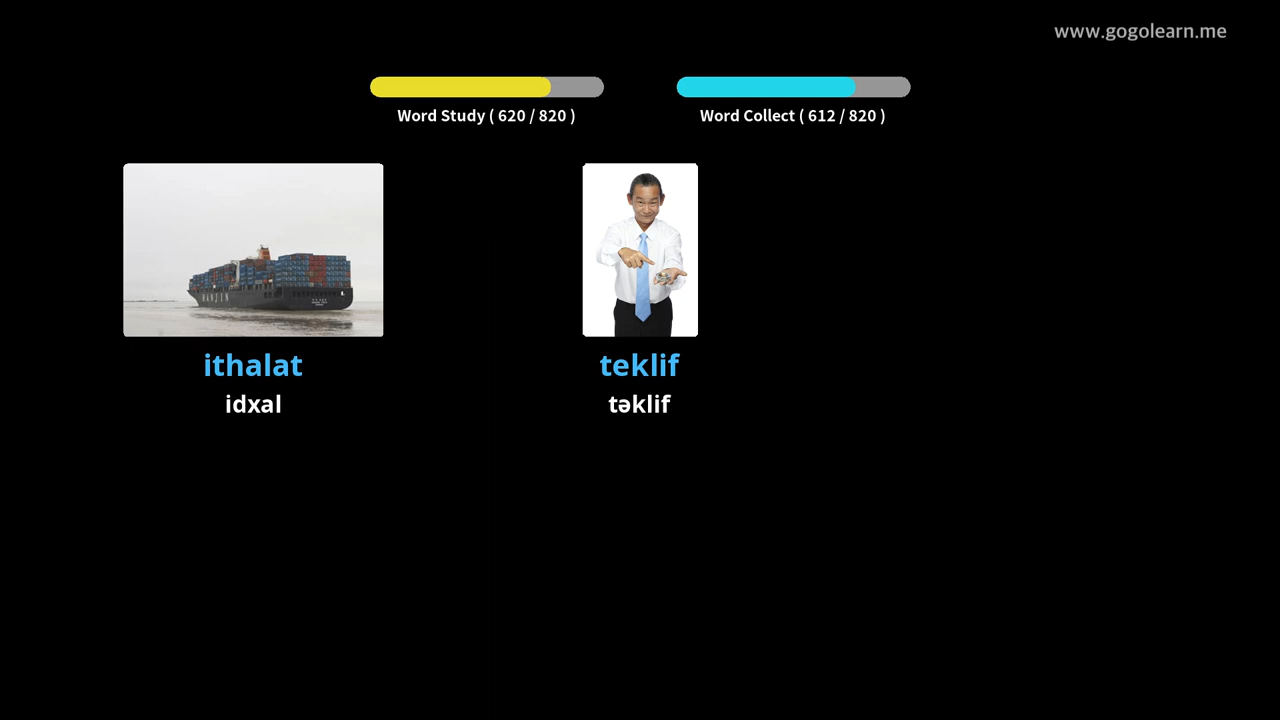 www.gogolearn.me
Word Study ( 620 / 820 )
Word Collect ( 612 / 820 )
ithalat
idxal
teklif
təklif